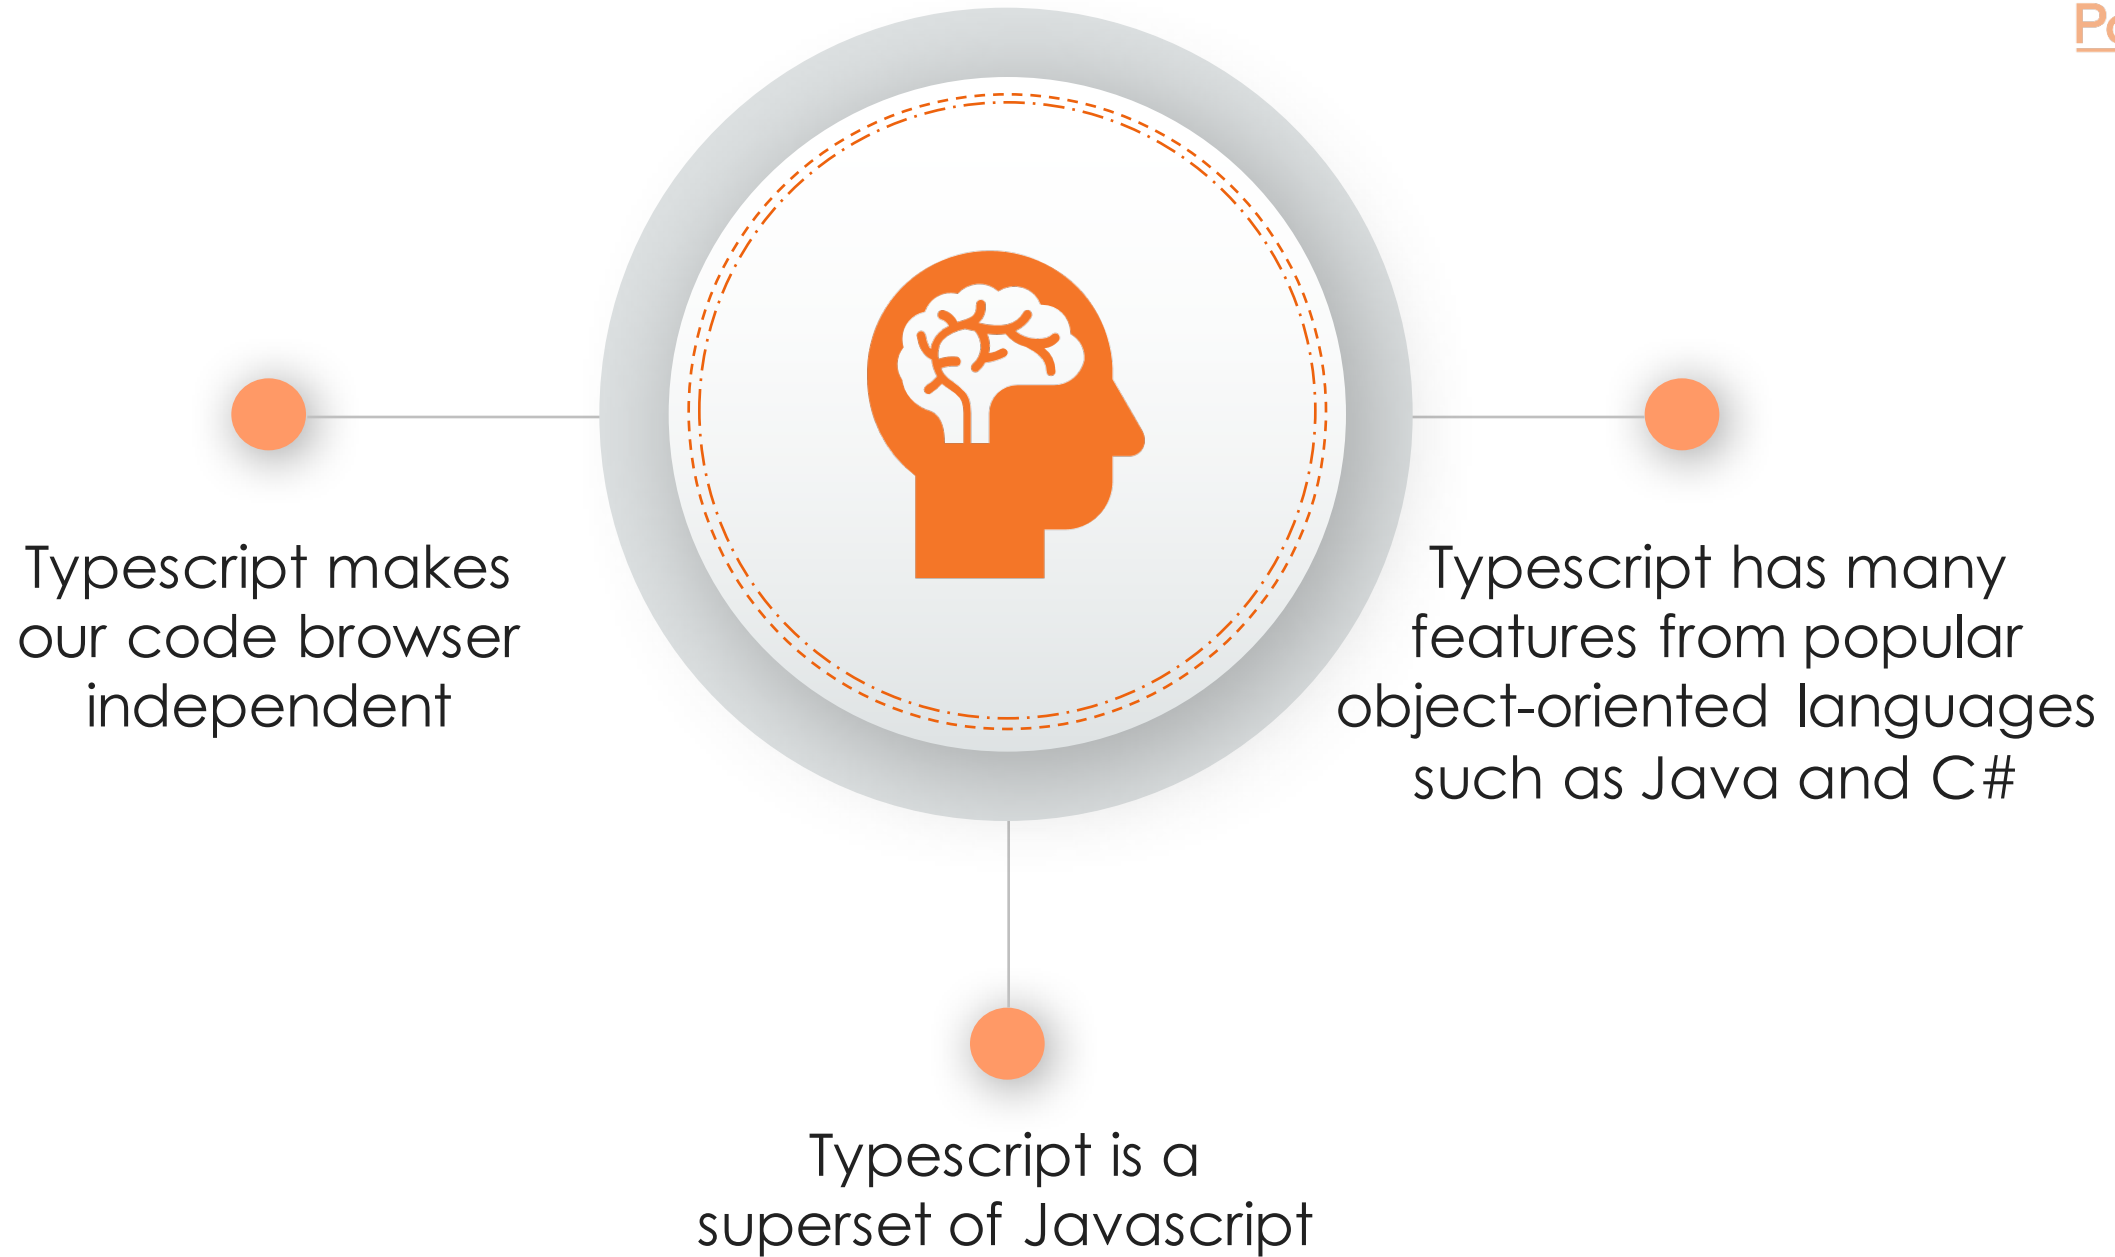 Typescript makes
our code browser
independent
Typescript has many
features from popular
object-oriented languages
such as Java and C#
Typescript is a
superset of Javascript